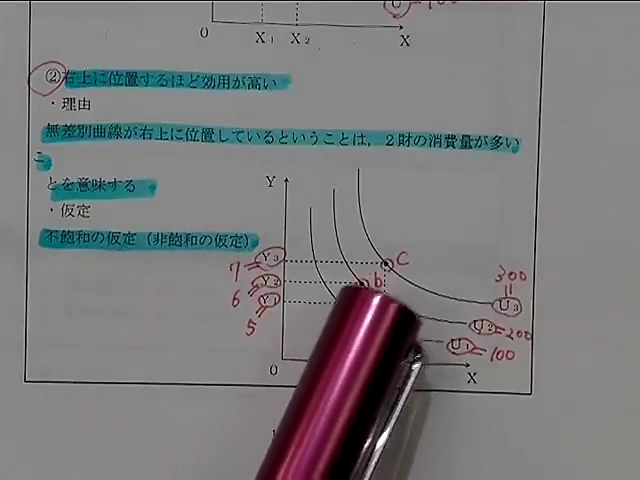 0 X₁ X₂ X
②右上に位置するほど効用が高い
・理由
無差別曲線が右上に位置しているということは，2財の消費量が多いこ
とを意味する
・仮定
不飽和の仮定（非飽和の仮定）
Y
7 = Y₃ C
6 = Y₂ b
5 = Y₁
300 = U₃
U₂ = 200
U₁ = 100
0 X